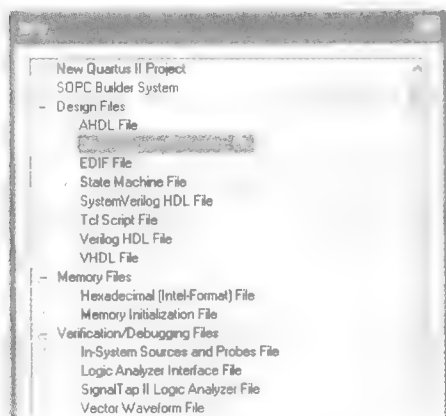 New Quartus II Project
SOPC Builder System
− Design Files
AHDL File
EDIF File
State Machine File
SystemVerilog HDL File
Tcl Script File
Verilog HDL File
VHDL File
− Memory Files
Hexadecimal (Intel-Format) File
Memory Initialization File
− Verification/Debugging Files
In-System Sources and Probes File
Logic Analyzer Interface File
SignalTap II Logic Analyzer File
Vector Waveform File